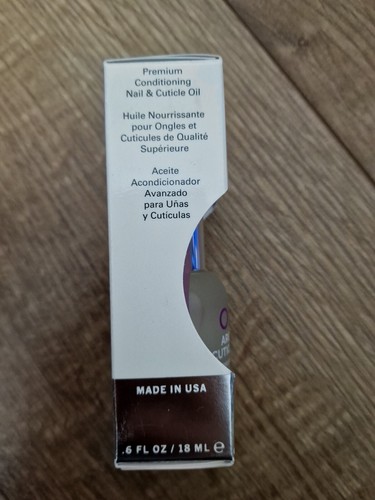 Premium
Conditioning
Nail & Cuticle Oil
Huile Nourrissante
pour Ongles et
Cuticules de Qualité
Supérieure
Aceite
Acondicionador
Avanzado
para Uñas
y Cutículas
MADE IN USA
.6 FL OZ / 18 ML ℮